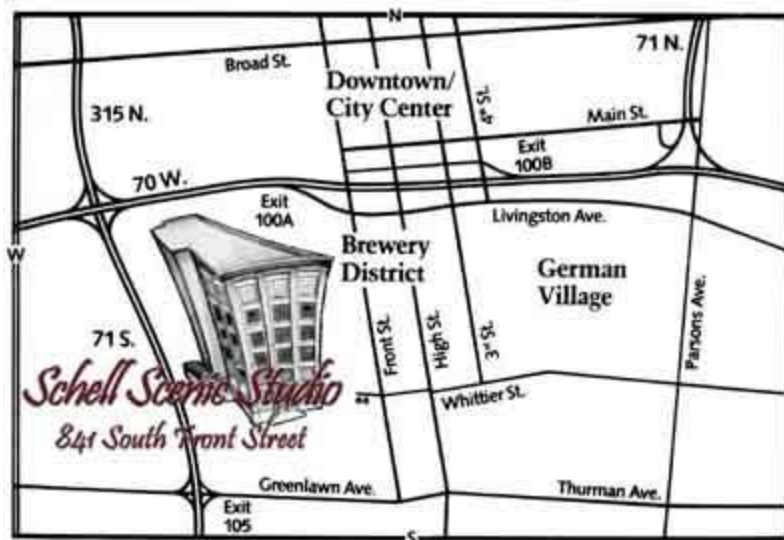 N
Broad St.
71 N.
315 N.
Downtown/
City Center
4th St.
Main St.
Exit
100B
70 W.
Exit
100A
Livingston Ave.
W
Brewery
District
German
Village
71 S.
Front St.
High St.
3rd St.
Parsons Ave.
Schell Scenic Studio
Whittier St.
841 South Front Street
Greenlawn Ave.
Thurman Ave.
Exit
105
S